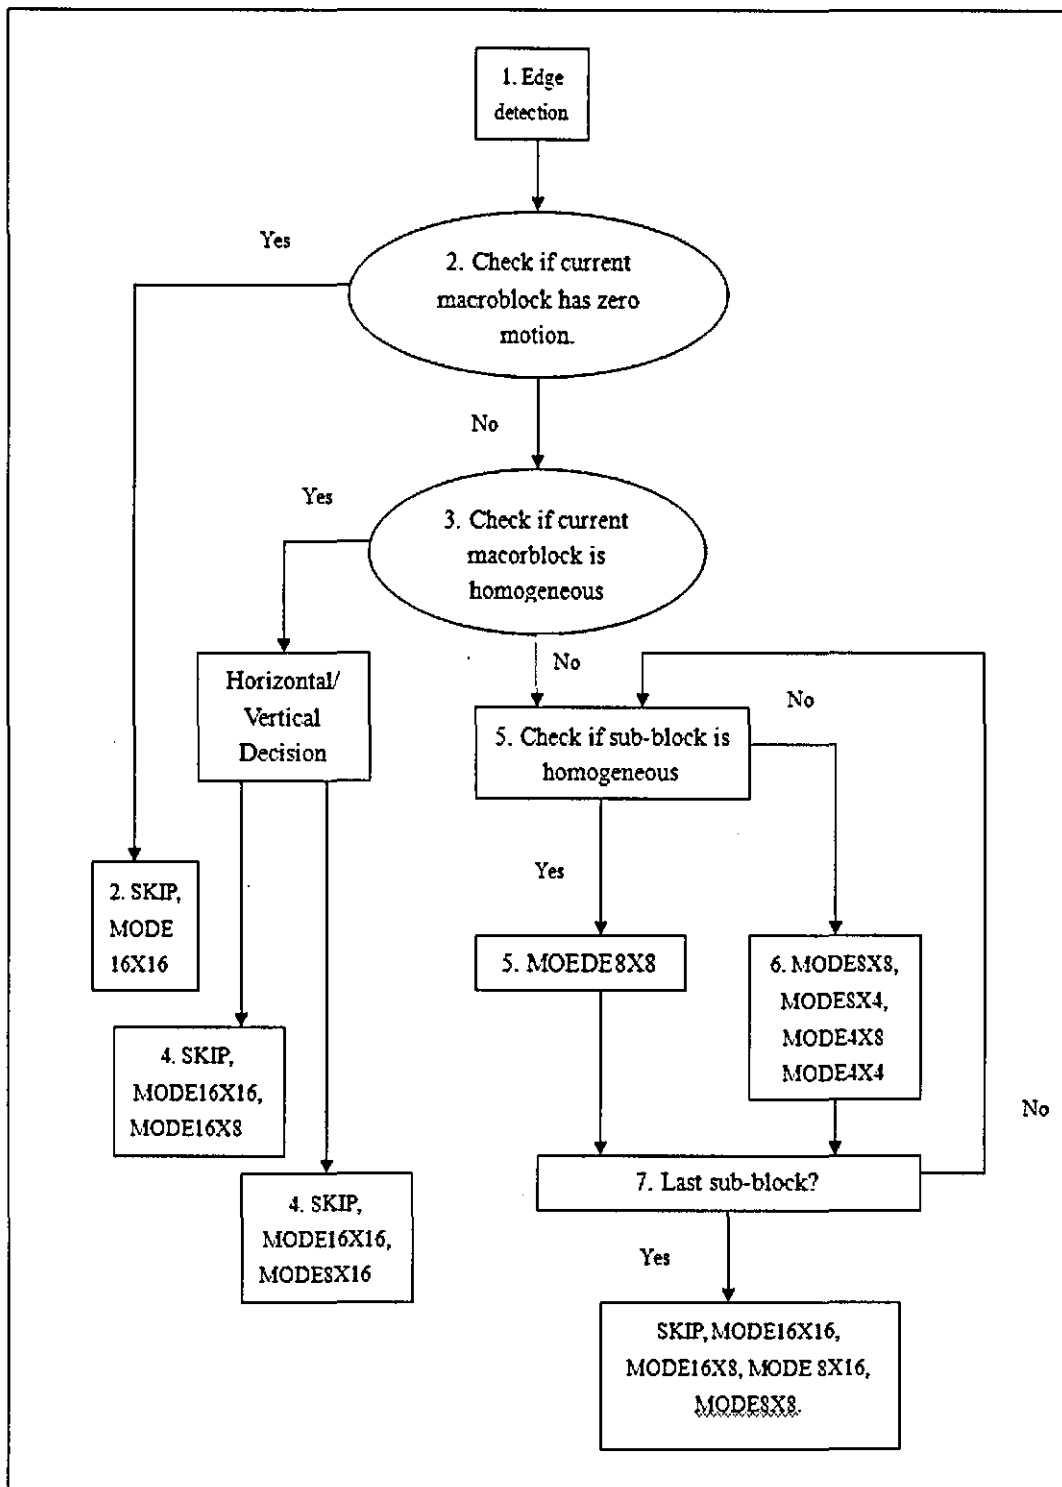 1. Edge
detection
Yes
2. Check if current
macroblock has zero
motion.
No
Yes
3. Check if current
macorblock is
homogeneous
No
Horizontal/
Vertical
Decision
No
5. Check if sub-block is
homogeneous
Yes
2. SKIP,
MODE
16X16
5. MOEDE8X8
6. MODE8X8,
MODE8X4,
MODE4X8
MODE4X4
4. SKIP,
MODE16X16,
MODE16X8
No
7. Last sub-block?
4. SKIP,
MODE16X16,
MODE8X16
Yes
SKIP, MODE16X16,
MODE16X8, MODE 8X16,
MODE8X8.